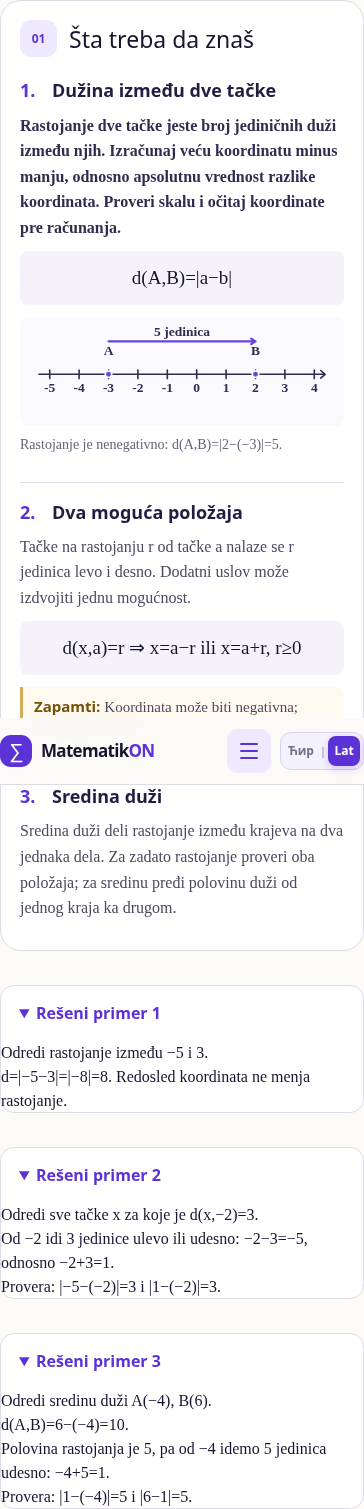 01 Šta treba da znaš
1. Dužina između dve tačke
Rastojanje dve tačke jeste broj jediničnih duži
između njih. Izračunaj veću koordinatu minus
manju, odnosno apsolutnu vrednost razlike
koordinata. Proveri skalu i očitaj koordinate
pre računanja.
d(A,B)=|a−b|
5 jedinica
A B
-5 -4 -3 -2 -1 0 1 2 3 4
Rastojanje je nenegativno: d(A,B)=|2−(−3)|=5.
2. Dva moguća položaja
Tačke na rastojanju r od tačke a nalaze se r
jedinica levo i desno. Dodatni uslov može
izdvojiti jednu mogućnost.
d(x,a)=r ⇒ x=a−r ili x=a+r, r≥0
Zapamti: Koordinata može biti negativna;
∑ MatematikON Ћир | Lat
3. Sredina duži
Sredina duži deli rastojanje između krajeva na dva
jednaka dela. Za zadato rastojanje proveri oba
položaja; za sredinu pređi polovinu duži od
jednog kraja ka drugom.
▼ Rešeni primer 1
Odredi rastojanje između −5 i 3.
d=|−5−3|=|−8|=8. Redosled koordinata ne menja
rastojanje.
▼ Rešeni primer 2
Odredi sve tačke x za koje je d(x,−2)=3.
Od −2 idi 3 jedinice ulevo ili udesno: −2−3=−5,
odnosno −2+3=1.
Provera: |−5−(−2)|=3 i |1−(−2)|=3.
▼ Rešeni primer 3
Odredi sredinu duži A(−4), B(6).
d(A,B)=6−(−4)=10.
Polovina rastojanja je 5, pa od −4 idemo 5 jedinica
udesno: −4+5=1.
Provera: |1−(−4)|=5 i |6−1|=5.